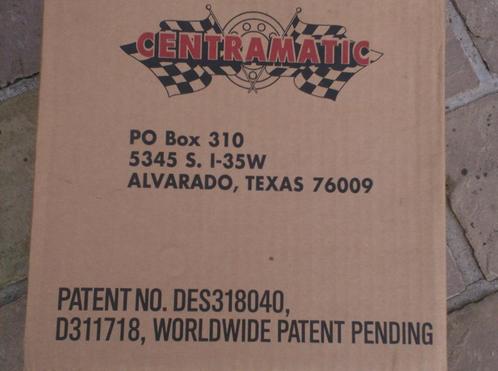 CENTRAMATIC
PO Box 310
5345 S. I-35W
ALVARADO, TEXAS 76009
PATENT NO. DES318040,
D311718, WORLDWIDE PATENT PENDING